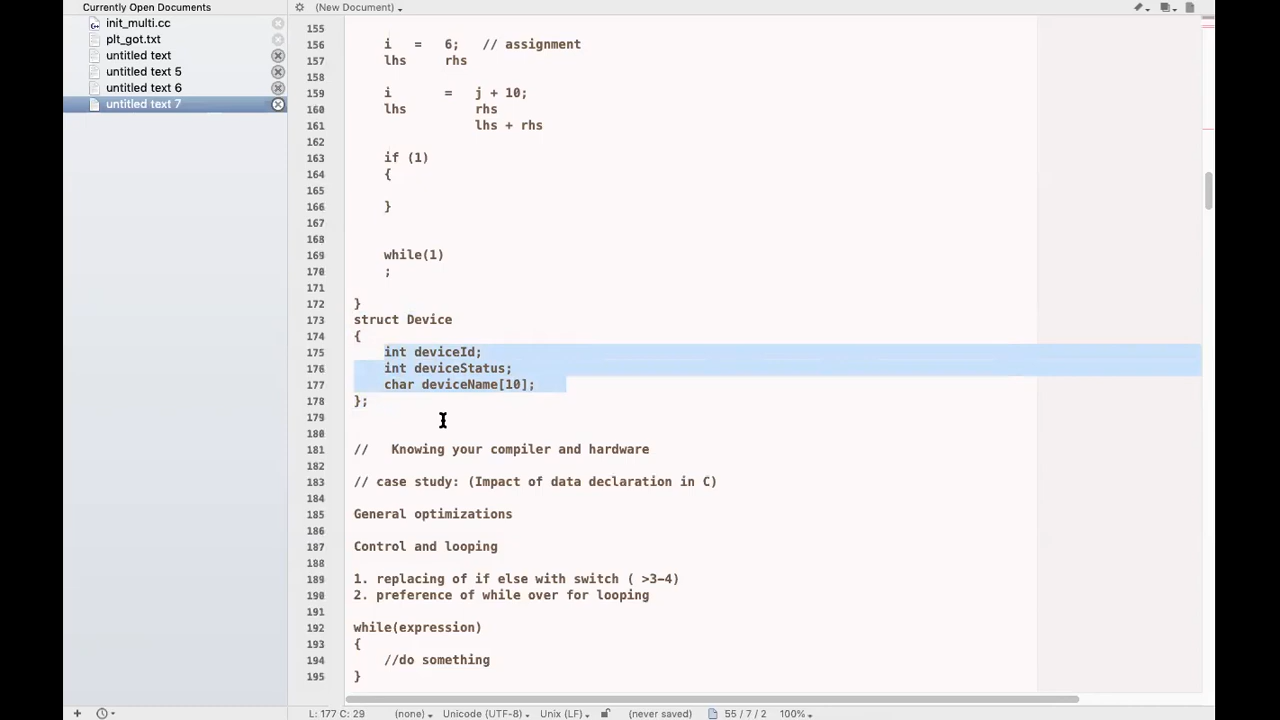 Currently Open Documents
(New Document)
init_multi.cc
plt_got.txt
untitled text
untitled text 5
untitled text 6
untitled text 7
155
156 i = 6; // assignment
157 lhs rhs
158
159 i = j + 10;
160 lhs rhs
161 lhs + rhs
162
163 if (1)
164 {
165
166 }
167
168
169 while(1)
170 ;
171
172 }
173 struct Device
174 {
175 int deviceId;
176 int deviceStatus;
177 char deviceName[10];
178 };
179
180
181 // Knowing your compiler and hardware
182
183 // case study: (Impact of data declaration in C)
184
185 General optimizations
186
187 Control and looping
188
189 1. replacing of if else with switch ( >3-4)
190 2. preference of while over for looping
191
192 while(expression)
193 {
194 //do something
195 }
L: 177 C: 29 (none) Unicode (UTF-8) Unix (LF) (never saved) 55 / 7 / 2 100%